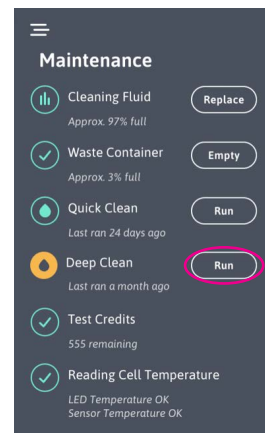 Maintenance
Cleaning Fluid
Replace
Approx. 97% full
Waste Container
Empty
Approx. 3% full
Quick Clean
Run
Last ran 24 days ago
Deep Clean
Run
Last ran a month ago
Test Credits
555 remaining
Reading Cell Temperature
LED Temperature OK
Sensor Temperature OK